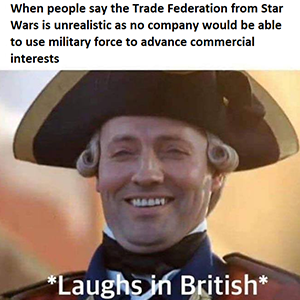 When people say the Trade Federation from Star
Wars is unrealistic as no company would be able
to use military force to advance commercial
interests
*Laughs in British*